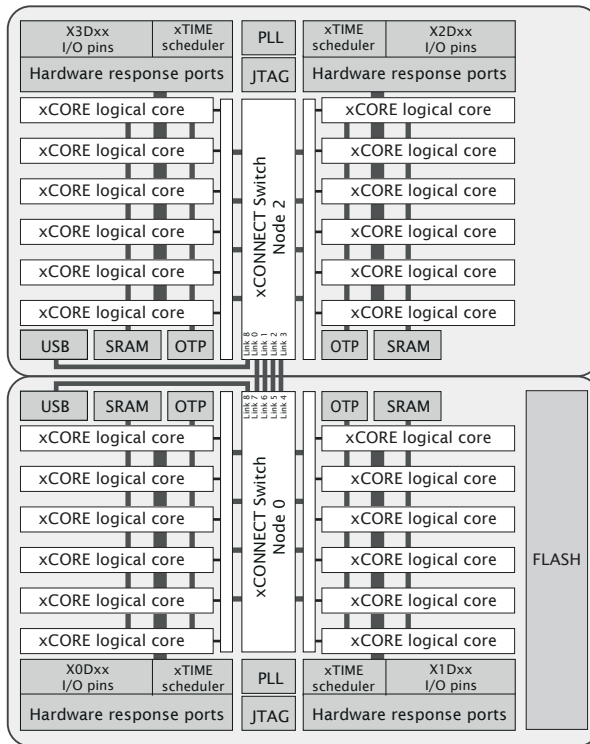 X3Dxx
I/O pins
xTIME
scheduler
PLL
xTIME
scheduler
X2Dxx
I/O pins
Hardware response ports
JTAG
Hardware response ports
xCORE logical core
xCORE logical core
xCORE logical core
xCORE logical core
xCORE logical core
xCORE logical core
xCONNECT Switch
Node 2
xCORE logical core
xCORE logical core
xCORE logical core
xCORE logical core
xCORE logical core
xCORE logical core
USB
SRAM
OTP
Link 8
Link 0
Link 1
Link 2
Link 3
OTP
SRAM
USB
SRAM
OTP
Link 8
Link 7
Link 6
Link 5
Link 4
OTP
SRAM
xCORE logical core
xCORE logical core
xCORE logical core
xCORE logical core
xCORE logical core
xCORE logical core
xCONNECT Switch
Node 0
xCORE logical core
xCORE logical core
xCORE logical core
xCORE logical core
xCORE logical core
xCORE logical core
FLASH
X0Dxx
I/O pins
xTIME
scheduler
PLL
xTIME
scheduler
X1Dxx
I/O pins
Hardware response ports
JTAG
Hardware response ports